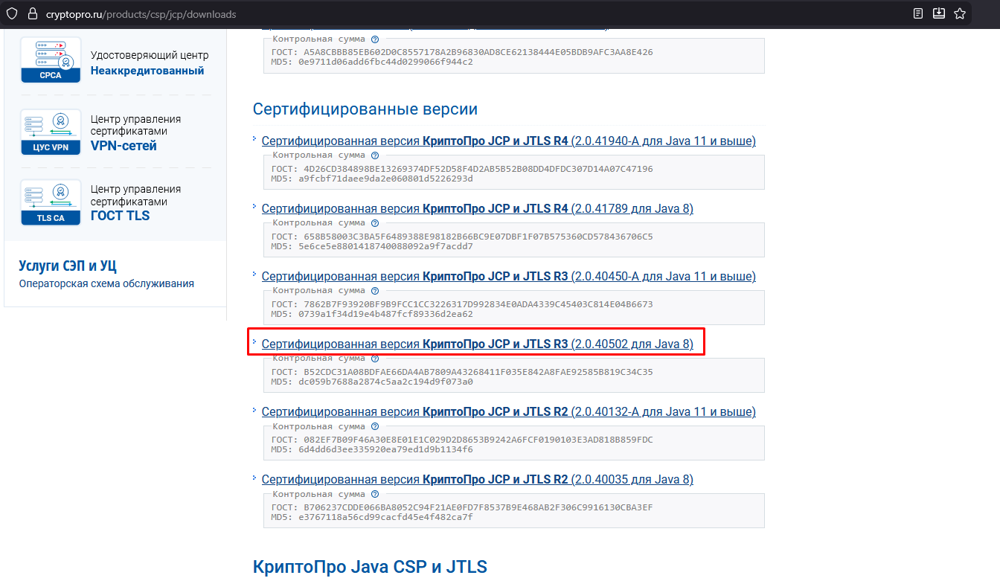 cryptopro.ru/products/csp/jcp/downloads
CPCA
Удостоверяющий центр
Неаккредитованный
ЦУС VPN
Центр управления
сертификатами
VPN-сетей
TLS CA
Центр управления
сертификатами
ГОСТ TLS
Услуги СЭП и УЦ
Операторская схема обслуживания
Контрольная сумма
ГОСТ: A5A8CBBB85EB602D0C8557178A2B96830AD8CE62138444E05BDB9AFC3AA8E426
MD5: 0e9711d06add6fbc44d0299066f944c2
Сертифицированные версии
Сертифицированная версия КриптоПро JCP и JTLS R4 (2.0.41940-A для Java 11 и выше)
Контрольная сумма
ГОСТ: 4D26CD384898BE13269374DF52D58F4D2AB5B52B08DD4DFDC307D14A07C47196
MD5: a9fcbf71daee9da2e060801d5226293d
Сертифицированная версия КриптоПро JCP и JTLS R4 (2.0.41789 для Java 8)
Контрольная сумма
ГОСТ: 658B58003C3BA5F6489388E98182B66BC9E07DBF1F07B575360CD578436706C5
MD5: 5e6ce5e8801418740088092a9f7acdd7
Сертифицированная версия КриптоПро JCP и JTLS R3 (2.0.40450-A для Java 11 и выше)
Контрольная сумма
ГОСТ: 7862B7F93920BF9B9FCC1CC3226317D992834E0ADA4339C45403C814E04B6673
MD5: 0739a1f34d19e4b487fcf89336d2ea62
Сертифицированная версия КриптоПро JCP и JTLS R3 (2.0.40502 для Java 8)
Контрольная сумма
ГОСТ: B52CDC31A08BDFAE66DA4AB7809A43268411F035E842A8FAE92585B819C34C35
MD5: dc059b7688a2874c5aa2c194d9f073a0
Сертифицированная версия КриптоПро JCP и JTLS R2 (2.0.40132-A для Java 11 и выше)
Контрольная сумма
ГОСТ: 082EF7B09F46A30E8E01E1C029D2D8653B9242A6FCF0190103E3AD818B859FDC
MD5: 6d4dd6d3ee335920ea79ed1d9b1134f6
Сертифицированная версия КриптоПро JCP и JTLS R2 (2.0.40035 для Java 8)
Контрольная сумма
ГОСТ: B706237CDDE066BA8052C94F21AE0FD7F8537B9E468AB2F306C9916130CBA3EF
MD5: e3767118a56cd99cacfd45e4f482ca7f
КриптоПро Java CSP и JTLS